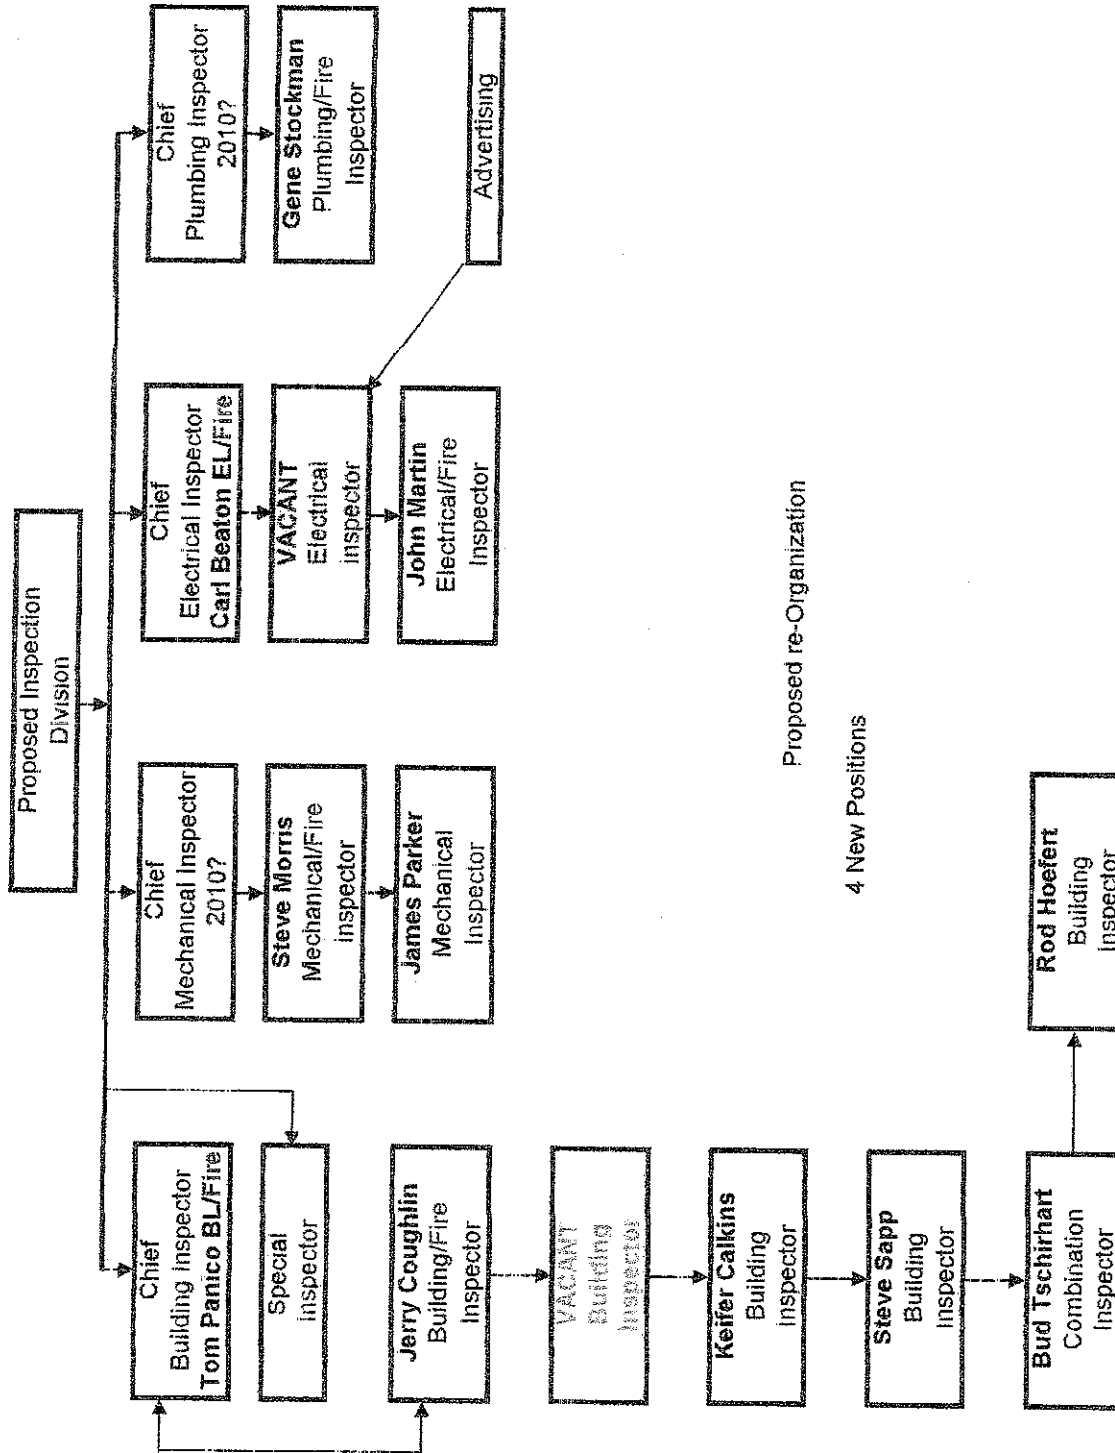 Proposed Inspection
Division
Chief
Building Inspector
Tom Panico BL/Fire
Special
inspector
Jerry Coughlin
Building/Fire
Inspector
VACANT
Building
Inspector
Keifer Calkins
Building
Inspector
Steve Sapp
Building
Inspector
Bud Tschirhart
Combination
Inspector
Rod Hoefert
Building
Inspector
Chief
Mechanical Inspector
2010?
Steve Morris
Mechanical/Fire
inspector
James Parker
Mechanical
Inspector
Chief
Electrical Inspector
Carl Beaton EL/Fire
VACANT
Electrical
inspector
John Martin
Electrical/Fire
Inspector
Chief
Plumbing Inspector
2010?
Gene Stockman
Plumbing/Fire
Inspector
Advertising
Proposed re-Organization
4 New Positions